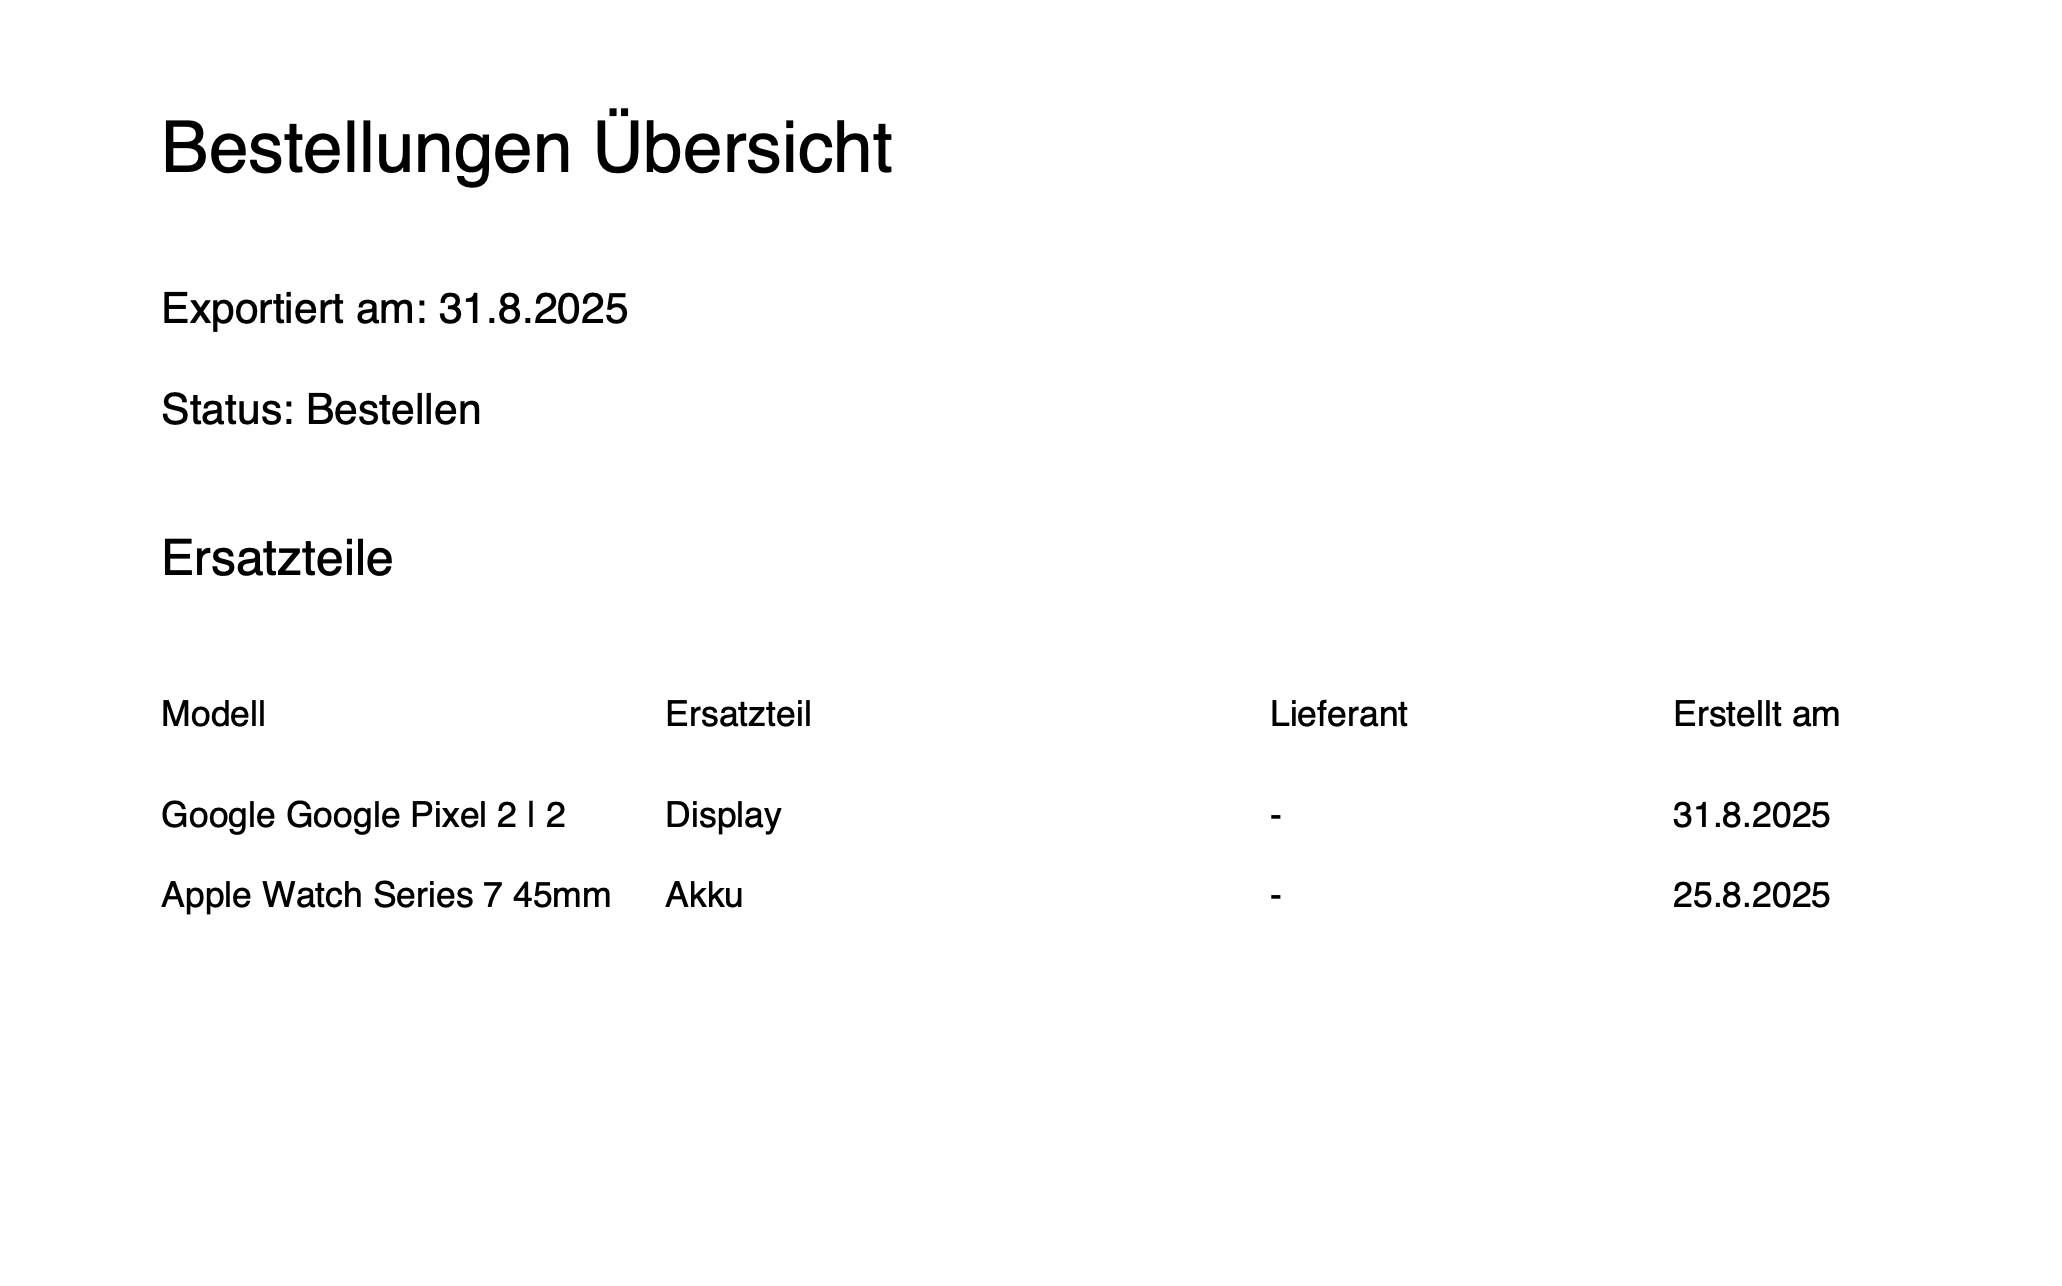 Bestellungen Übersicht
Exportiert am: 31.8.2025
Status: Bestellen
Ersatzteile
Modell Ersatzteil Lieferant Erstellt am
Google Google Pixel 2 | 2 Display - 31.8.2025
Apple Watch Series 7 45mm Akku - 25.8.2025